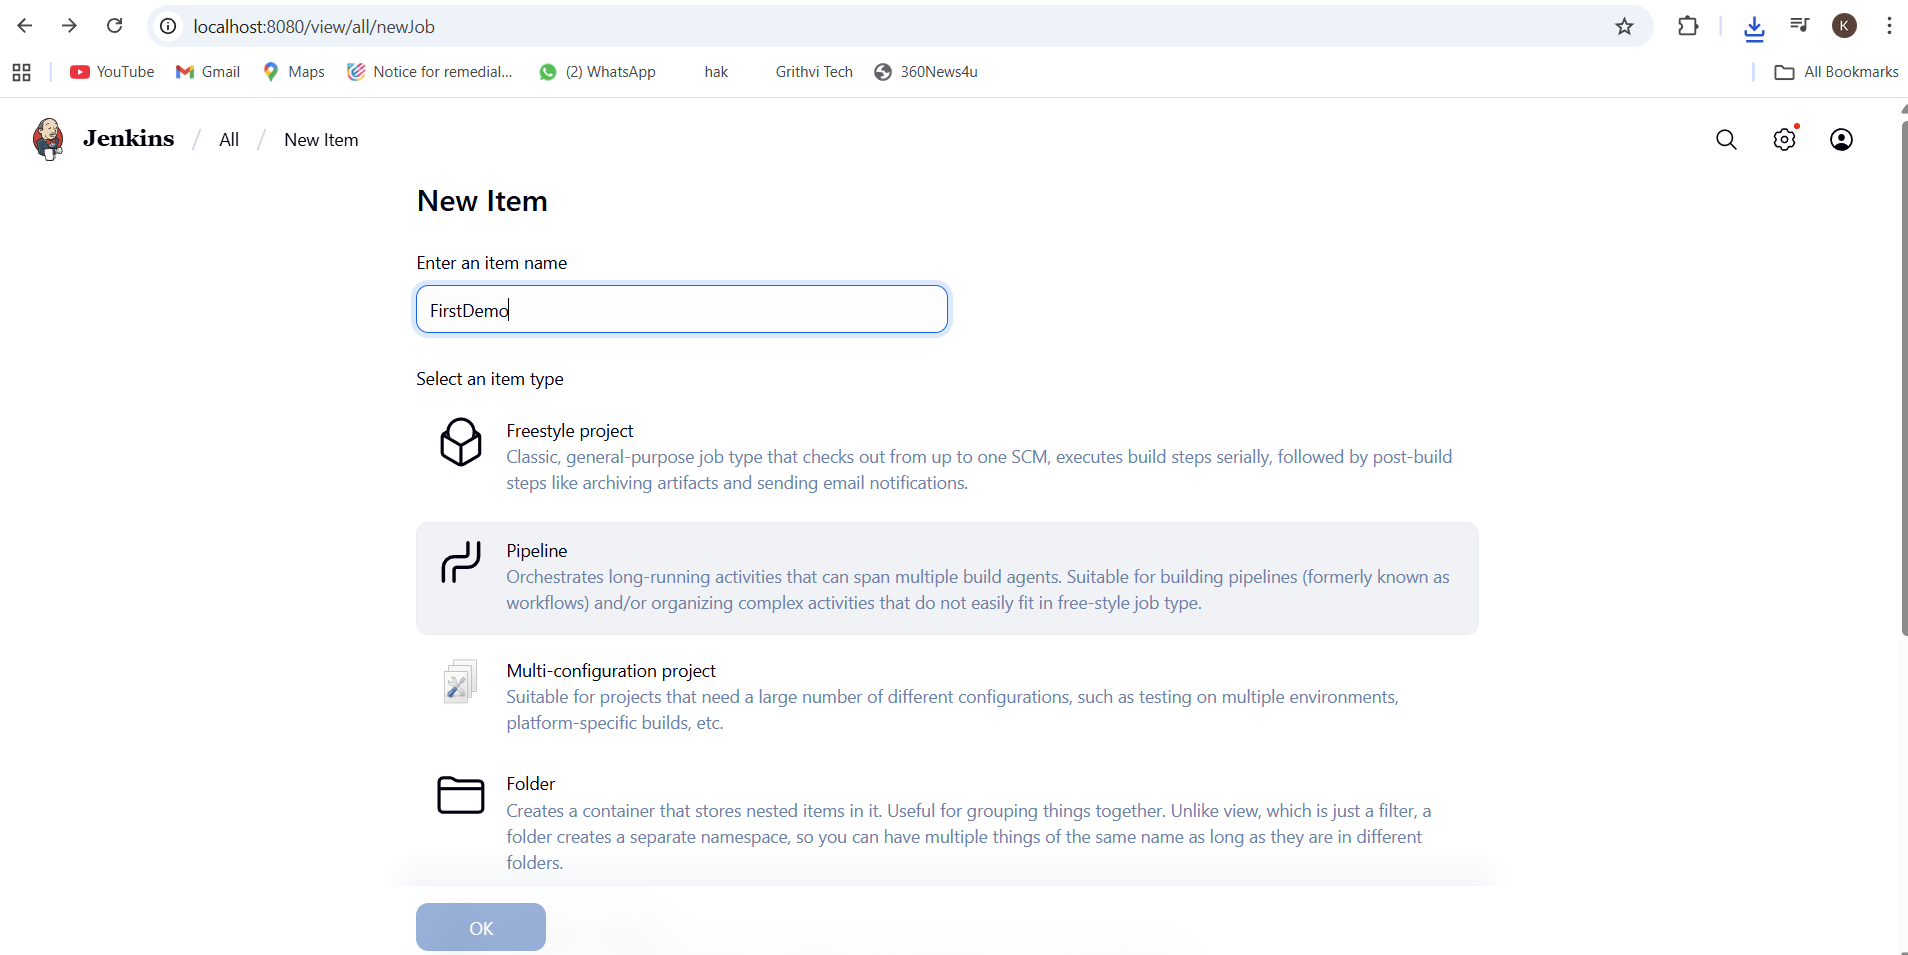 localhost:8080/view/all/newJob
K
YouTube Gmail Maps Notice for remedial... (2) WhatsApp hak Grithvi Tech 360News4u All Bookmarks
Jenkins / All / New Item
New Item
Enter an item name
FirstDemo
Select an item type
Freestyle project
Classic, general-purpose job type that checks out from up to one SCM, executes build steps serially, followed by post-build
steps like archiving artifacts and sending email notifications.
Pipeline
Orchestrates long-running activities that can span multiple build agents. Suitable for building pipelines (formerly known as
workflows) and/or organizing complex activities that do not easily fit in free-style job type.
Multi-configuration project
Suitable for projects that need a large number of different configurations, such as testing on multiple environments,
platform-specific builds, etc.
Folder
Creates a container that stores nested items in it. Useful for grouping things together. Unlike view, which is just a filter, a
folder creates a separate namespace, so you can have multiple things of the same name as long as they are in different
folders.
OK